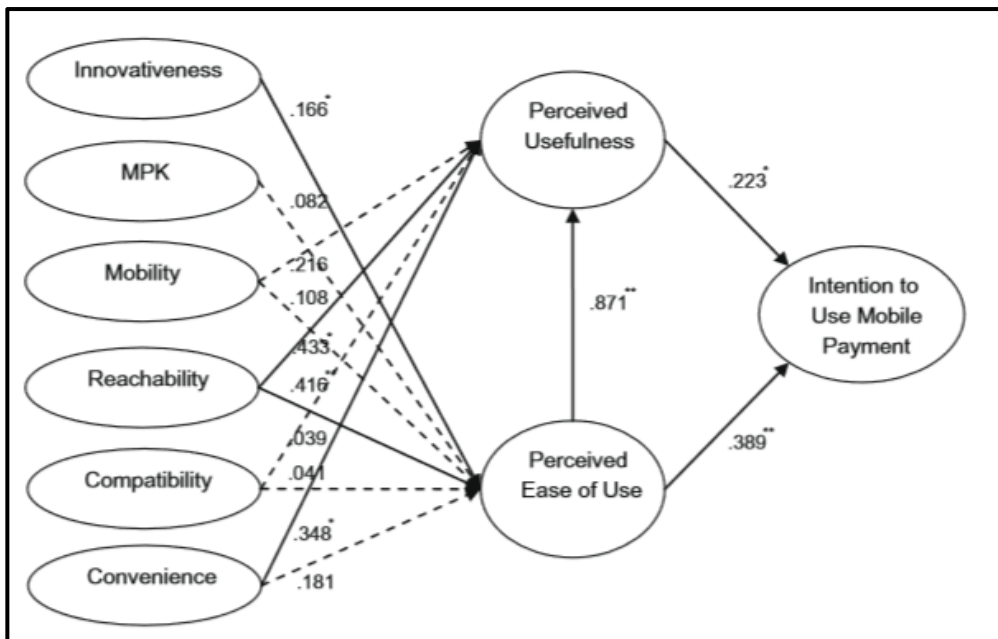 Innovativeness
.166*
MPK
.082
Mobility
.216
.108
Reachability
.433*
.416**
Compatibility
.039
.041
Convenience
.348*
.181
Perceived
Usefulness
.871**
Perceived
Ease of Use
.223*
.389**
Intention to
Use Mobile
Payment